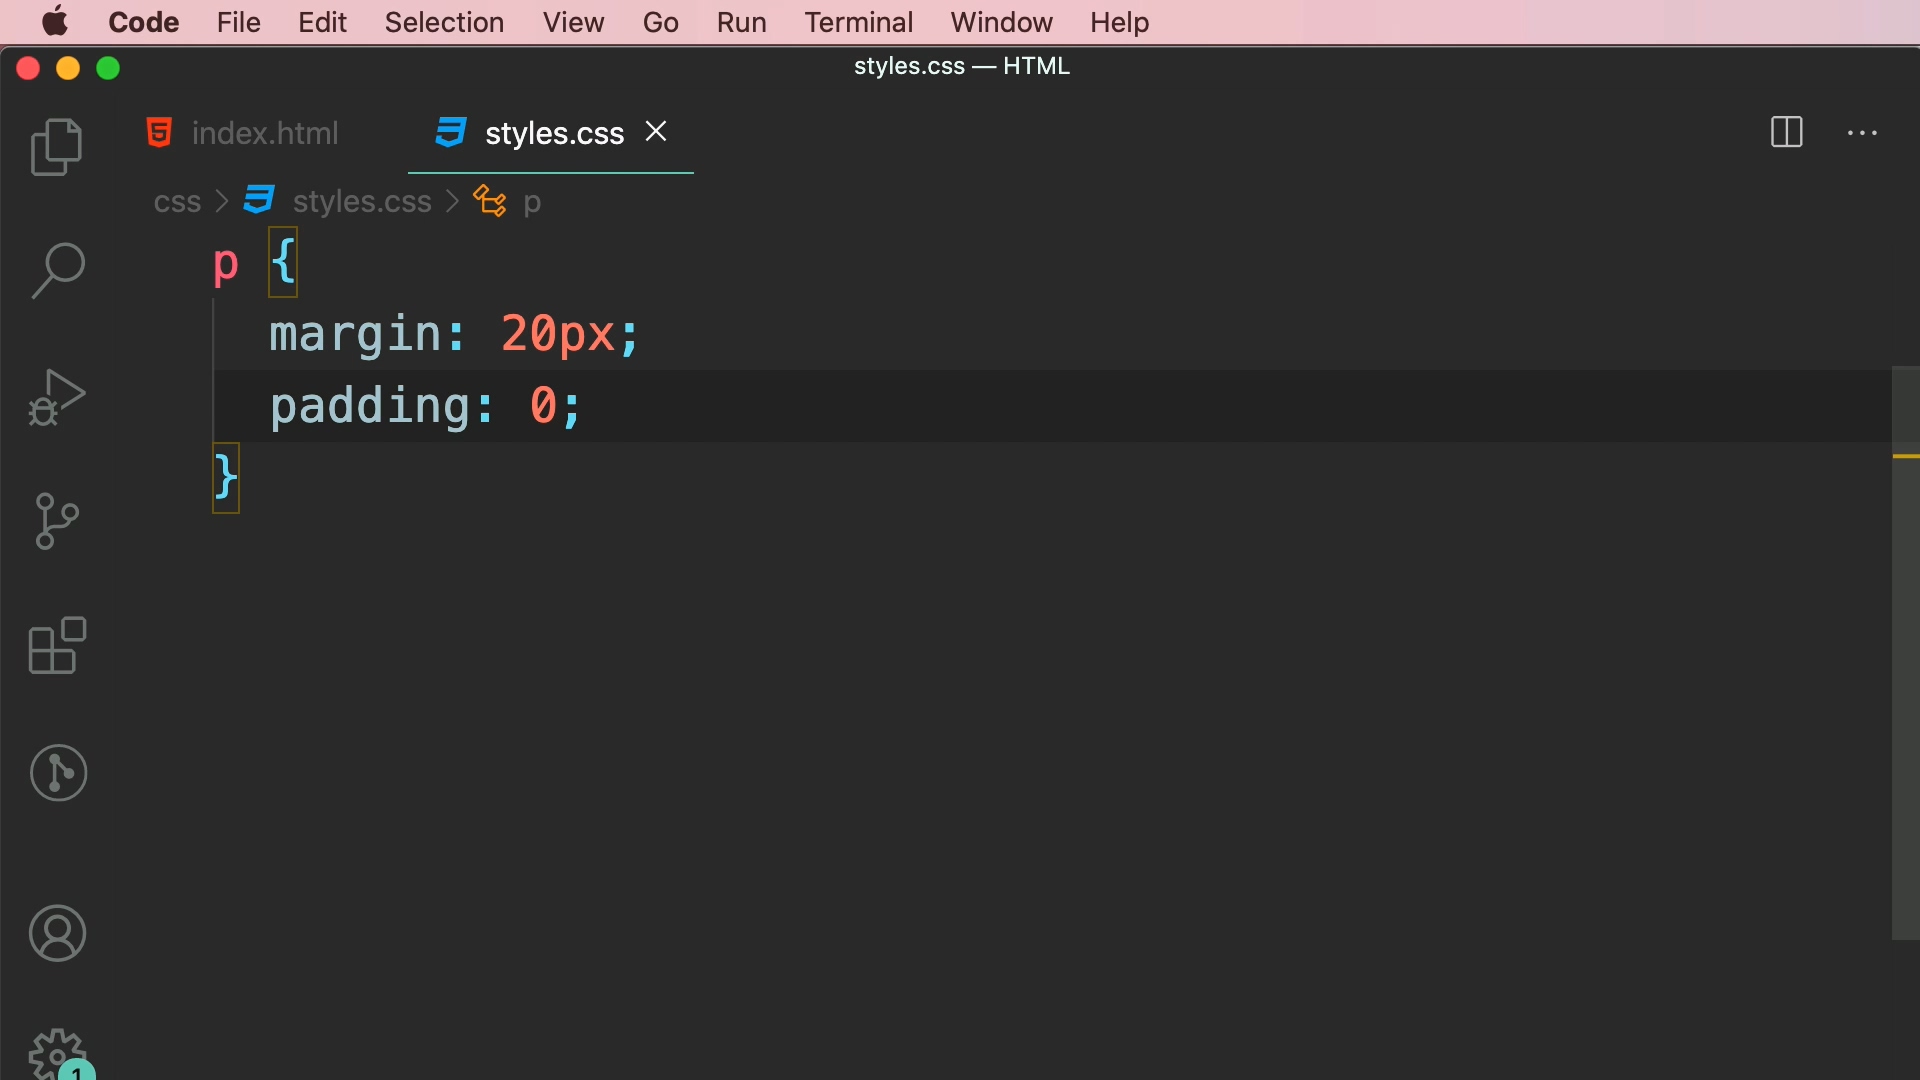 Code File Edit Selection View Go Run Terminal Window Help
styles.css — HTML
index.html styles.css
css > styles.css > p
p {
margin: 20px;
padding: 0;
}
1